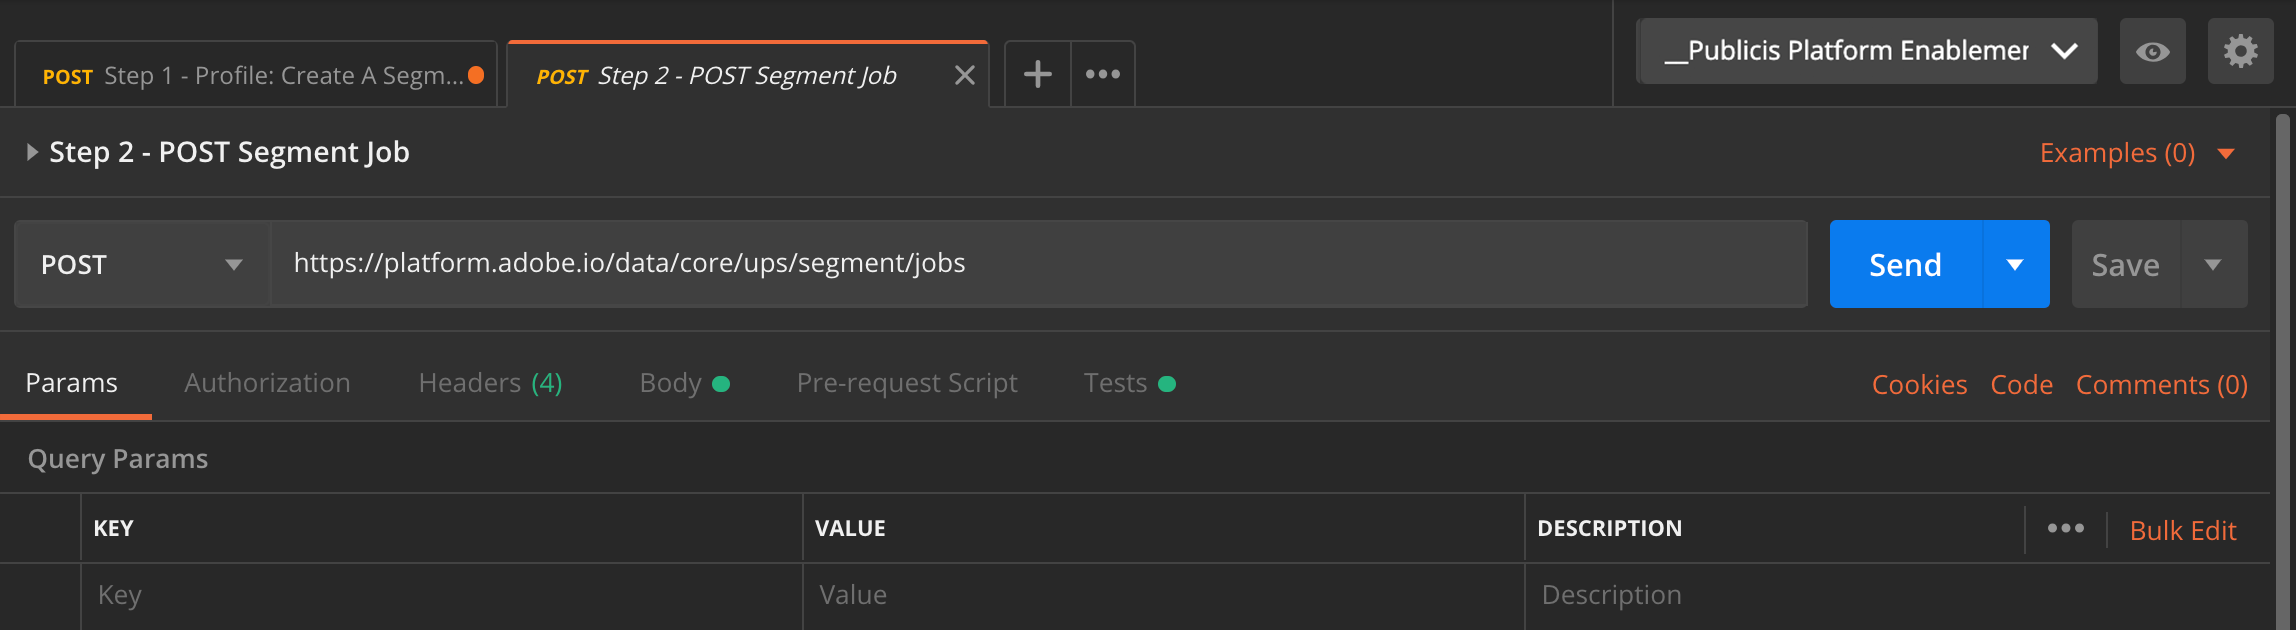 POST Step 1 - Profile: Create A Segm...
POST Step 2 - POST Segment Job
__Publicis Platform Enablemer
Step 2 - POST Segment Job
Examples (0)
POST
https://platform.adobe.io/data/core/ups/segment/jobs
Send
Save
Params
Authorization
Headers (4)
Body
Pre-request Script
Tests
Cookies
Code
Comments (0)
Query Params
KEY
VALUE
DESCRIPTION
Bulk Edit
Key
Value
Description